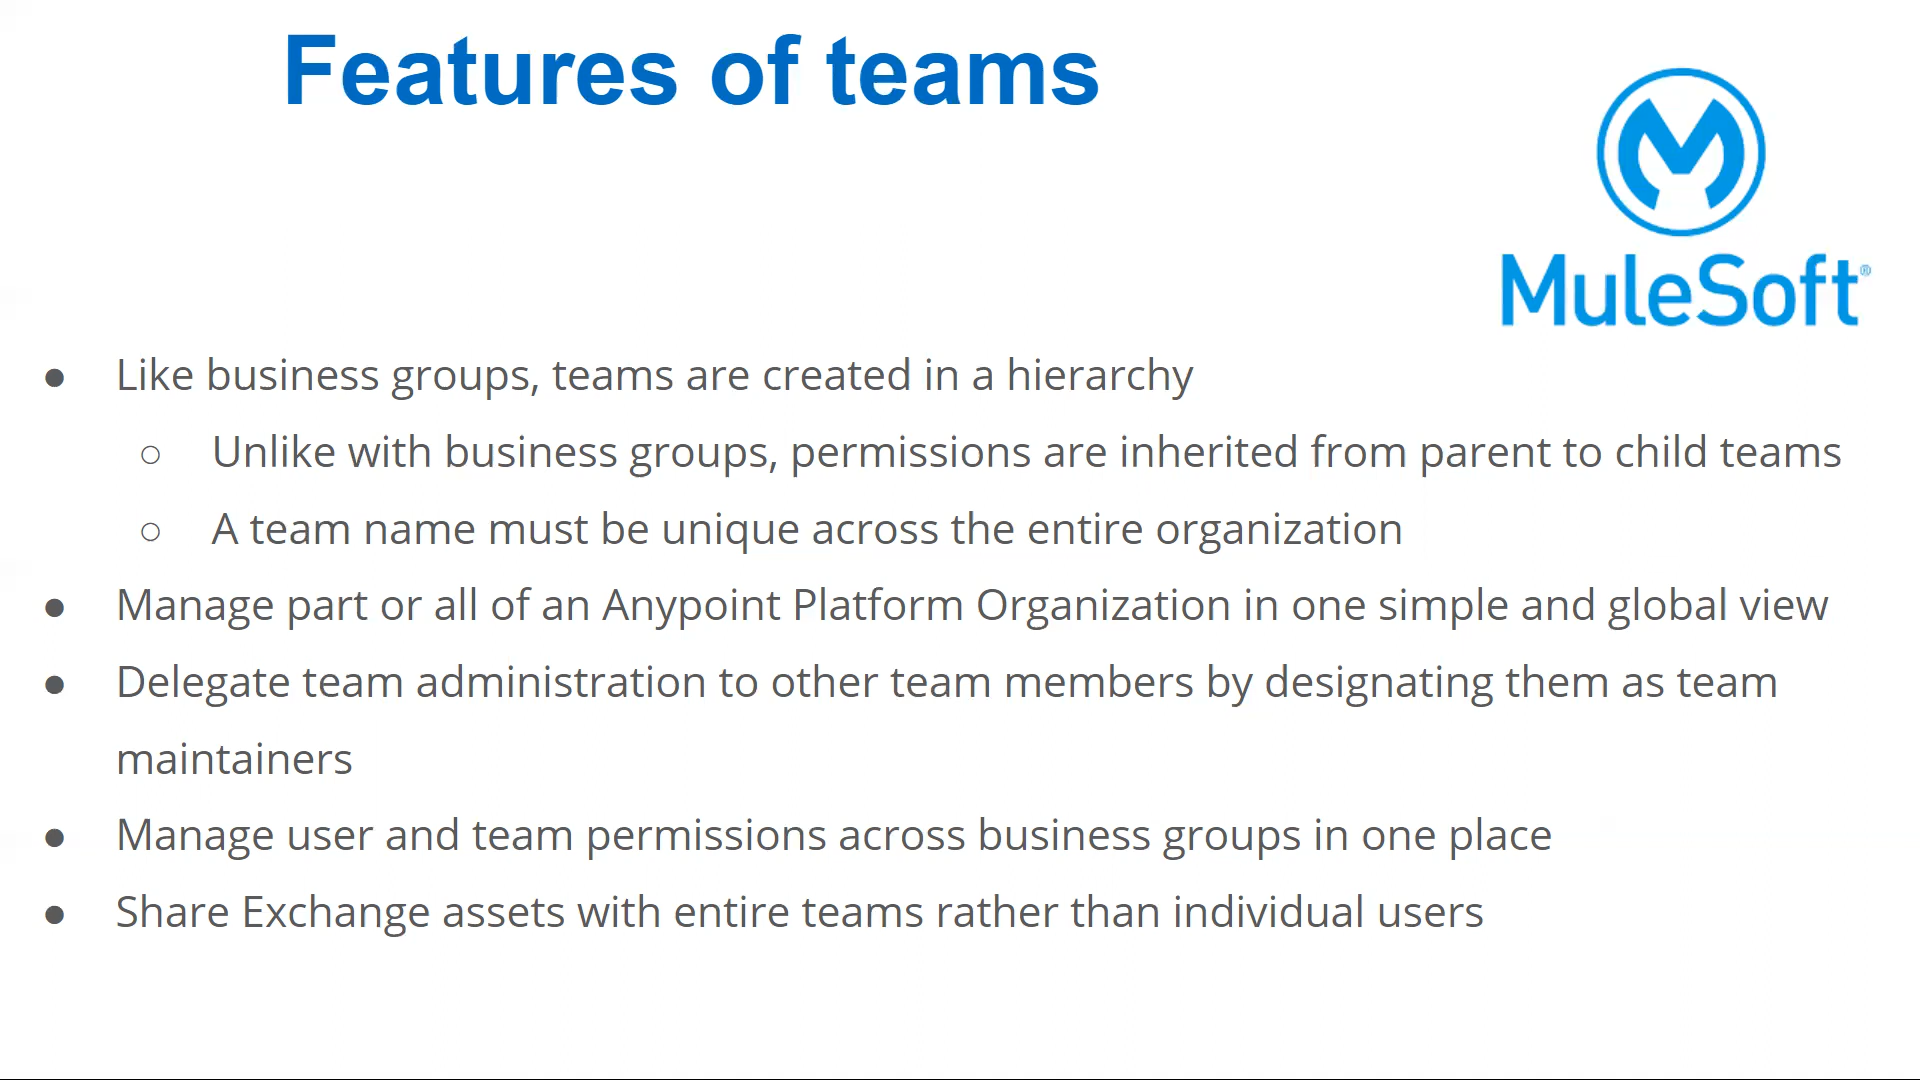 Features of teams
MuleSoft®
● Like business groups, teams are created in a hierarchy
○ Unlike with business groups, permissions are inherited from parent to child teams
○ A team name must be unique across the entire organization
● Manage part or all of an Anypoint Platform Organization in one simple and global view
● Delegate team administration to other team members by designating them as team
maintainers
● Manage user and team permissions across business groups in one place
● Share Exchange assets with entire teams rather than individual users